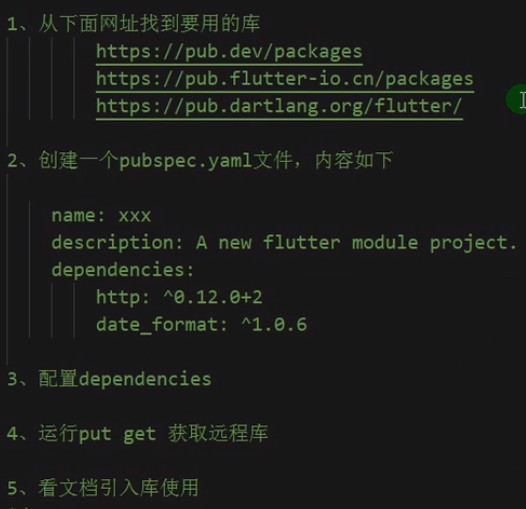 1、从下面网址找到要用的库
https://pub.dev/packages
https://pub.flutter-io.cn/packages
https://pub.dartlang.org/flutter/
2、创建一个pubspec.yaml文件，内容如下
name: xxx
description: A new flutter module project.
dependencies:
http: ^0.12.0+2
date_format: ^1.0.6
3、配置dependencies
4、运行put get 获取远程库
5、看文档引入库使用